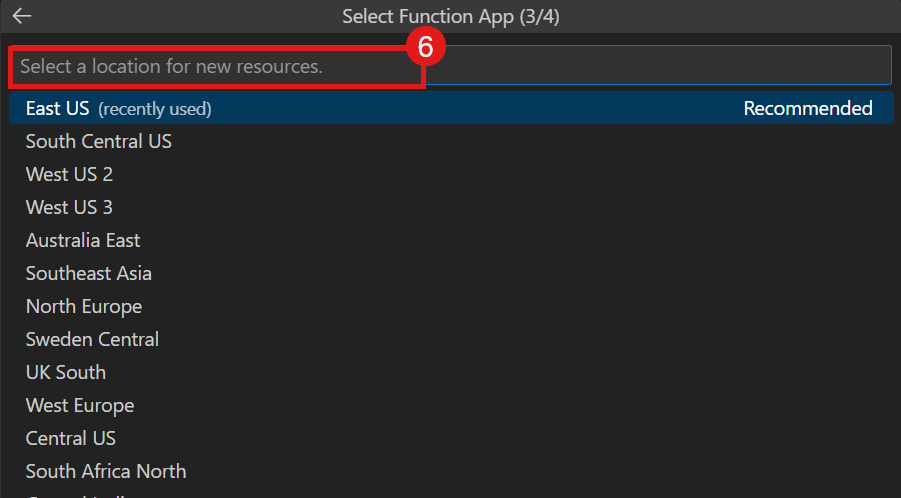 Select Function App (3/4)
6
Select a location for new resources.
East US (recently used) Recommended
South Central US
West US 2
West US 3
Australia East
Southeast Asia
North Europe
Sweden Central
UK South
West Europe
Central US
South Africa North